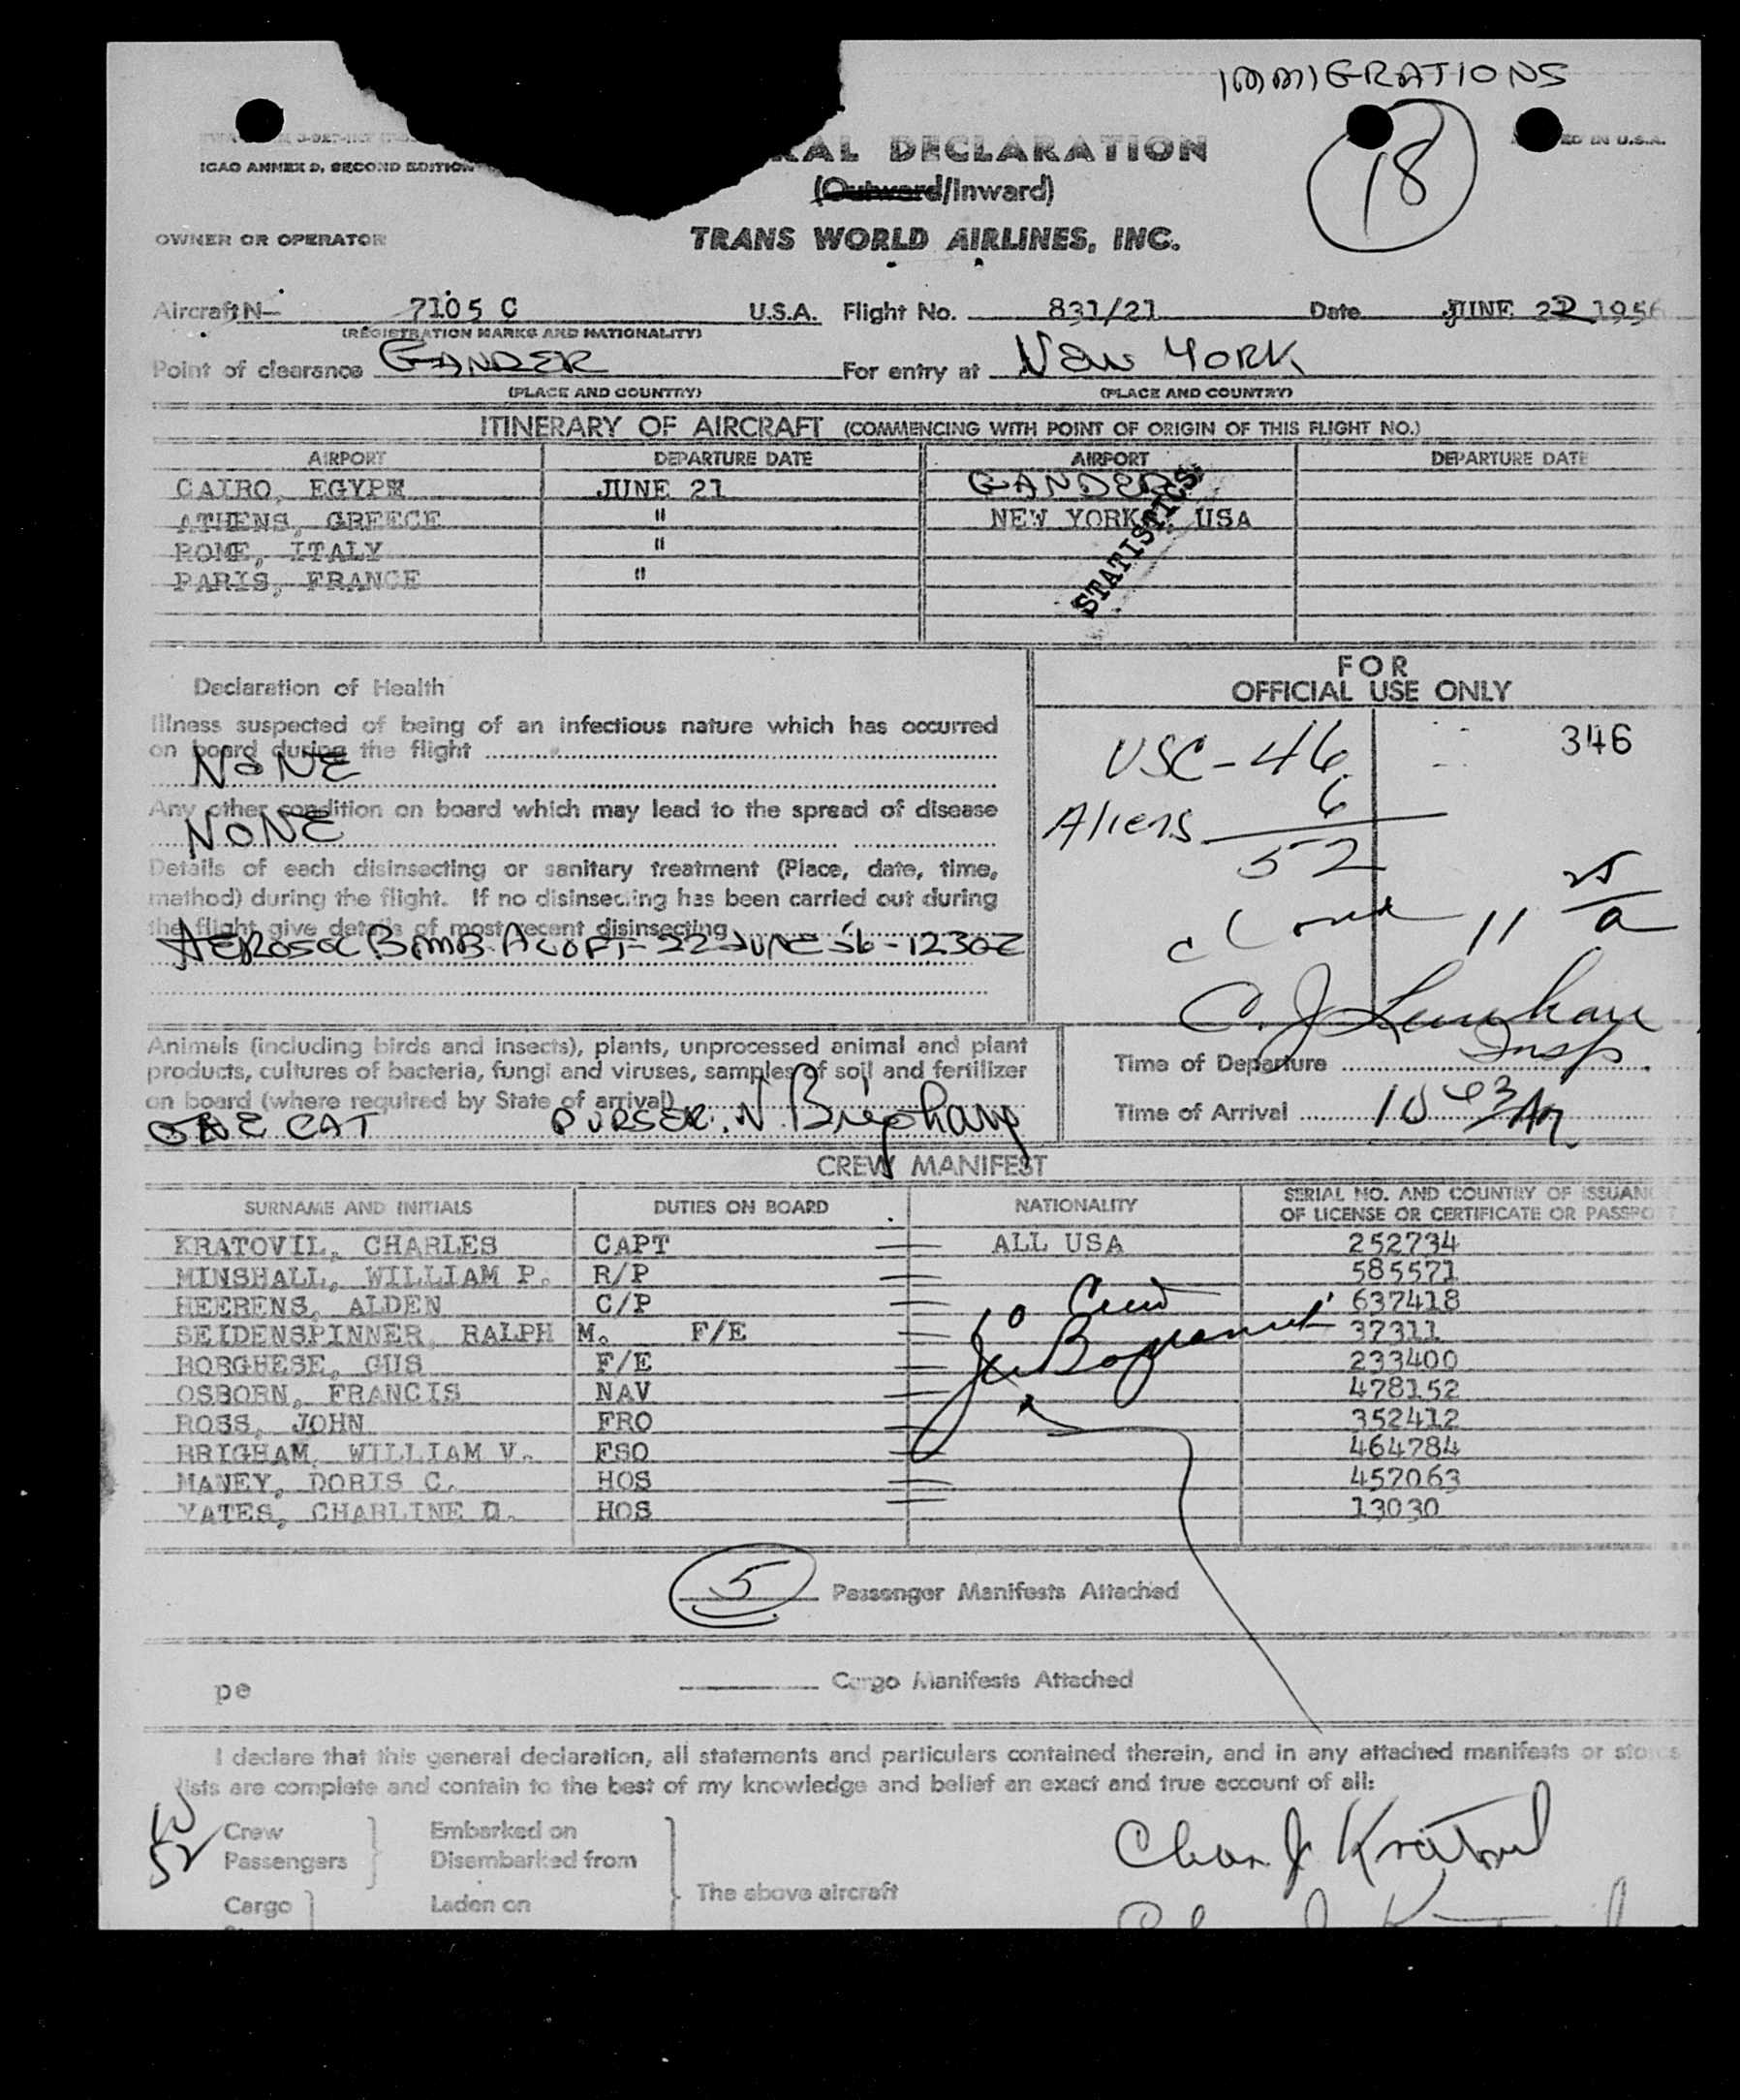 IMMIGRATIONS
18
ICAO ANNEX 9, SECOND EDITION
RAL DECLARATION
ED IN U.S.A.
(Outward/Inward)
OWNER OR OPERATOR
TRANS WORLD AIRLINES, INC.
Aircraft N- 7105 C U.S.A. Flight No. 831/21 Date JUNE 22 1956
(REGISTRATION MARKS AND NATIONALITY)
Point of clearance GANDER For entry at NEW YORK
(PLACE AND COUNTRY) (PLACE AND COUNTRY)
ITINERARY OF AIRCRAFT (COMMENCING WITH POINT OF ORIGIN OF THIS FLIGHT NO.)
AIRPORT DEPARTURE DATE AIRPORT DEPARTURE DATE
CAIRO, EGYPT JUNE 21 GANDER
ATHENS, GREECE " NEW YORK, USA
ROME, ITALY "
PARIS, FRANCE "
STATISTICS
Declaration of Health
FOR
OFFICIAL USE ONLY
Illness suspected of being of an infectious nature which has occurred
on board during the flight
NONE
USC - 46
346
Any other condition on board which may lead to the spread of disease
NONE
Aliens 6
52
Details of each disinsecting or sanitary treatment (Place, date, time,
method) during the flight. If no disinsecting has been carried out during
the flight give details of most recent disinsecting
AEROSOL BOMB ALOFT - 22 JUNE 56 - 1230Z
11 25/a
C. J. Lenihan
Insp.
Animals (including birds and insects), plants, unprocessed animal and plant
products, cultures of bacteria, fungi and viruses, samples of soil and fertilizer
on board (where required by State of arrival)
ONE CAT PURSER. W Brigham
Time of Departure
Time of Arrival 10 03 AM
CREW MANIFEST
SURNAME AND INITIALS DUTIES ON BOARD NATIONALITY SERIAL NO. AND COUNTRY OF ISSUANCE
OF LICENSE OR CERTIFICATE OR PASSPORT
KRATOVIL, CHARLES CAPT ALL USA 252734
MINSHALL, WILLIAM P. R/P 585571
HEERENS, ALDEN C/P 637418
SEIDENSPINNER, RALPH M. F/E 37311
BORGHESE, GUS F/E 233400
OSBORN, FRANCIS NAV 478152
ROSS, JOHN FRO 352412
BRIGHAM, WILLIAM V. FSO 464784
MANEY, DORIS C. HOS 457063
YATES, CHARLINE D. HOS 13030
10 Crew
5 Passenger Manifests Attached
pe Cargo Manifests Attached
I declare that this general declaration, all statements and particulars contained therein, and in any attached manifests or stores
lists are complete and contain to the best of my knowledge and belief an exact and true account of all:
10 Crew Embarked on
52 Passengers Disembarked from
The above aircraft
Cargo Laden on
Chas J Kratovil